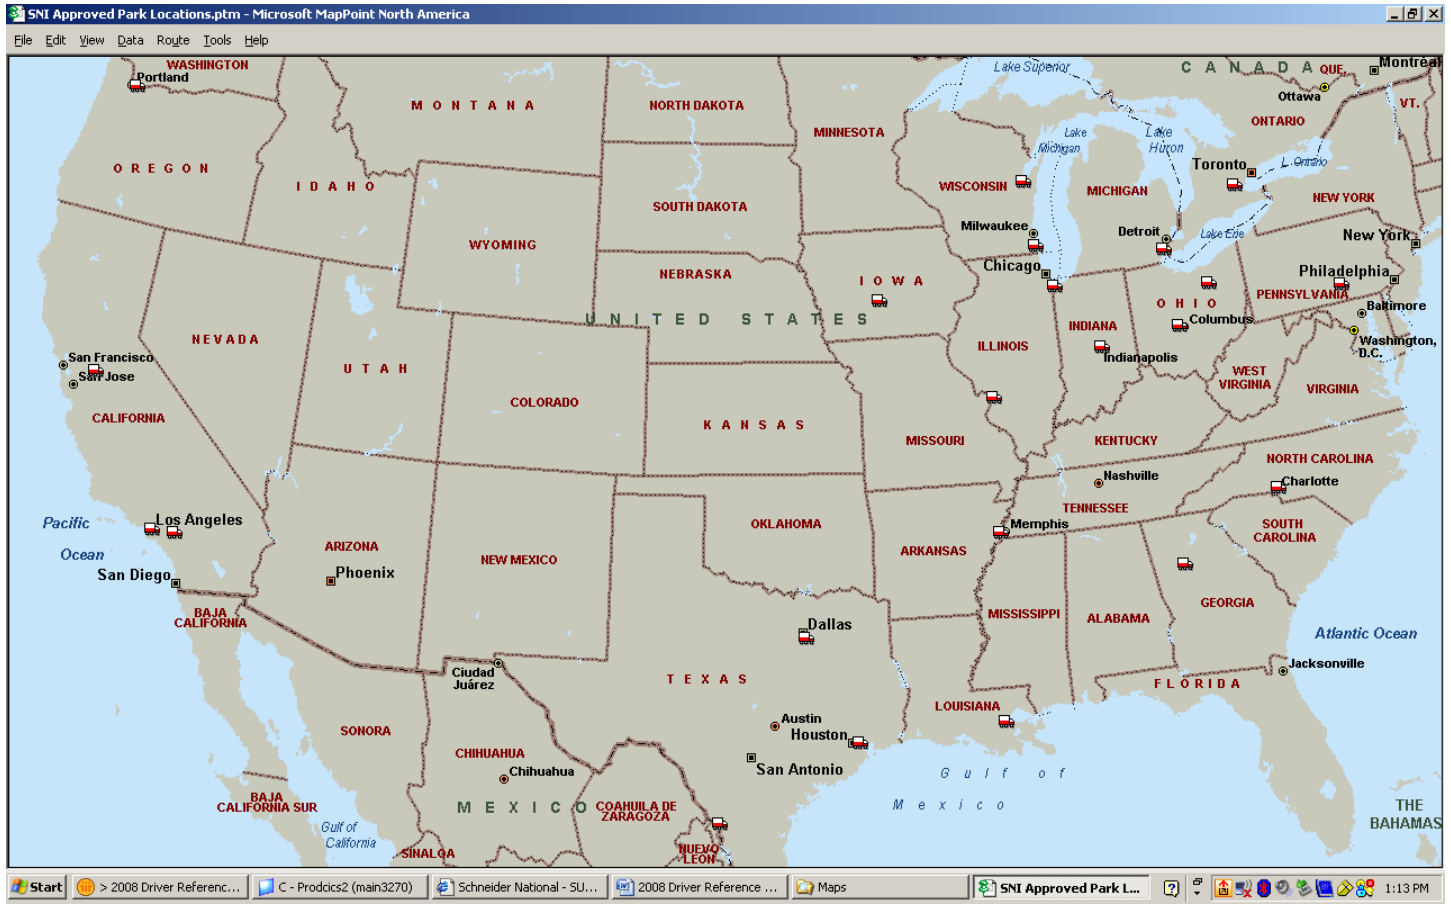 SNI Approved Park Locations.ptm - Microsoft MapPoint North America
File Edit View Data Route Tools Help
WASHINGTON
Portland
MONTANA
NORTH DAKOTA
MINNESOTA
Lake Superior
CANADA
QUE.
Montréal
Ottawa
VT.
ONTARIO
Lake
Michigan
Lake
Huron
Toronto
L. Ontario
OREGON
IDAHO
SOUTH DAKOTA
WISCONSIN
MICHIGAN
NEW YORK
WYOMING
Milwaukee
Detroit
Lake Erie
New York
NEBRASKA
IOWA
Chicago
Philadelphia
PENNSYLVANIA
OHIO
Baltimore
UNITED STATES
Columbus
INDIANA
Washington,
D.C.
NEVADA
ILLINOIS
Indianapolis
San Francisco
San Jose
UTAH
WEST
VIRGINIA
VIRGINIA
COLORADO
CALIFORNIA
KANSAS
MISSOURI
KENTUCKY
NORTH CAROLINA
Nashville
Charlotte
TENNESSEE
Pacific
Ocean
Los Angeles
OKLAHOMA
Memphis
SOUTH
CAROLINA
ARIZONA
NEW MEXICO
ARKANSAS
San Diego
Phoenix
BAJA
CALIFORNIA
MISSISSIPPI
ALABAMA
GEORGIA
Dallas
Atlantic Ocean
Ciudad
Juárez
TEXAS
Jacksonville
FLORIDA
LOUISIANA
SONORA
Austin
Houston
CHIHUAHUA
Chihuahua
San Antonio
Gulf of
Mexico
BAJA
CALIFORNIA SUR
MEXICO
COAHUILA DE
ZARAGOZA
THE
BAHAMAS
Gulf of
California
SINALOA
NUEVO
LEÓN
Start > 2008 Driver Referenc... C - Prodcics2 (main3270) Schneider National - SU... 2008 Driver Reference ... Maps SNI Approved Park L... 1:13 PM